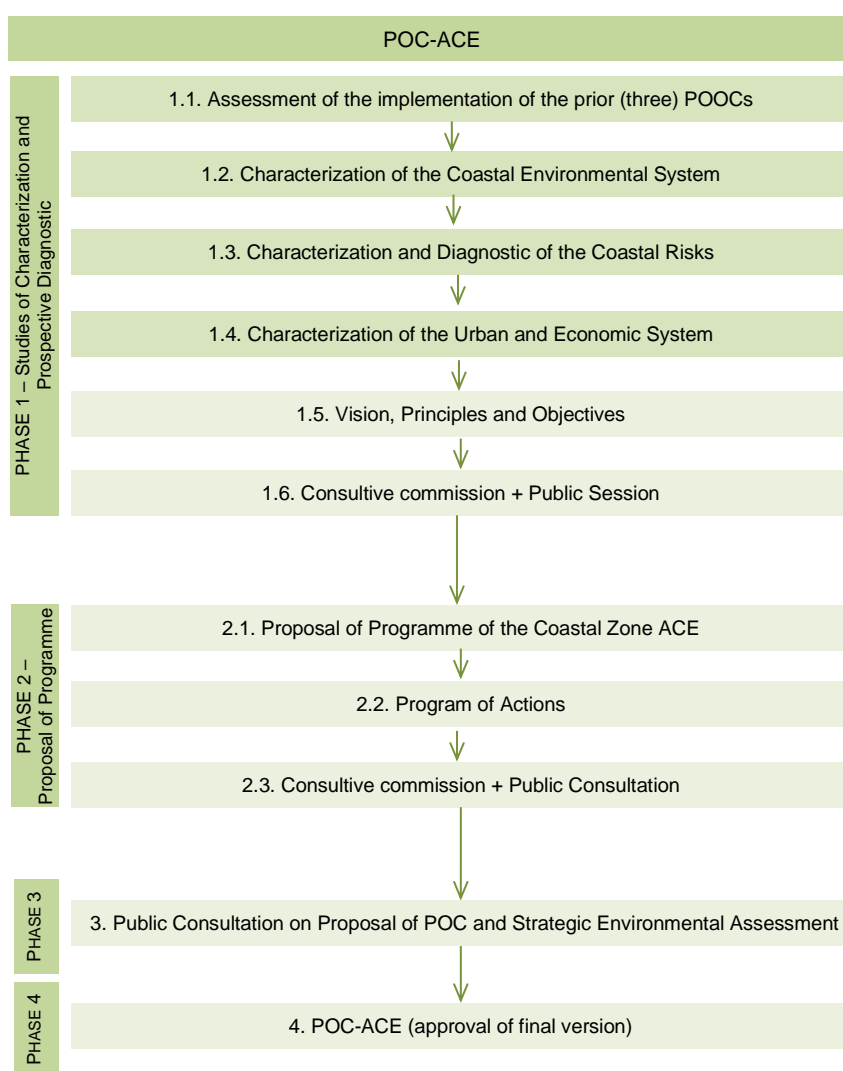 POC-ACE
PHASE 1 – Studies of Characterization and
Prospective Diagnostic
1.1. Assessment of the implementation of the prior (three) POOCs
1.2. Characterization of the Coastal Environmental System
1.3. Characterization and Diagnostic of the Coastal Risks
1.4. Characterization of the Urban and Economic System
1.5. Vision, Principles and Objectives
1.6. Consultive commission + Public Session
PHASE 2 –
Proposal of Programme
2.1. Proposal of Programme of the Coastal Zone ACE
2.2. Program of Actions
2.3. Consultive commission + Public Consultation
PHASE 3
3. Public Consultation on Proposal of POC and Strategic Environmental Assessment
PHASE 4
4. POC-ACE (approval of final version)